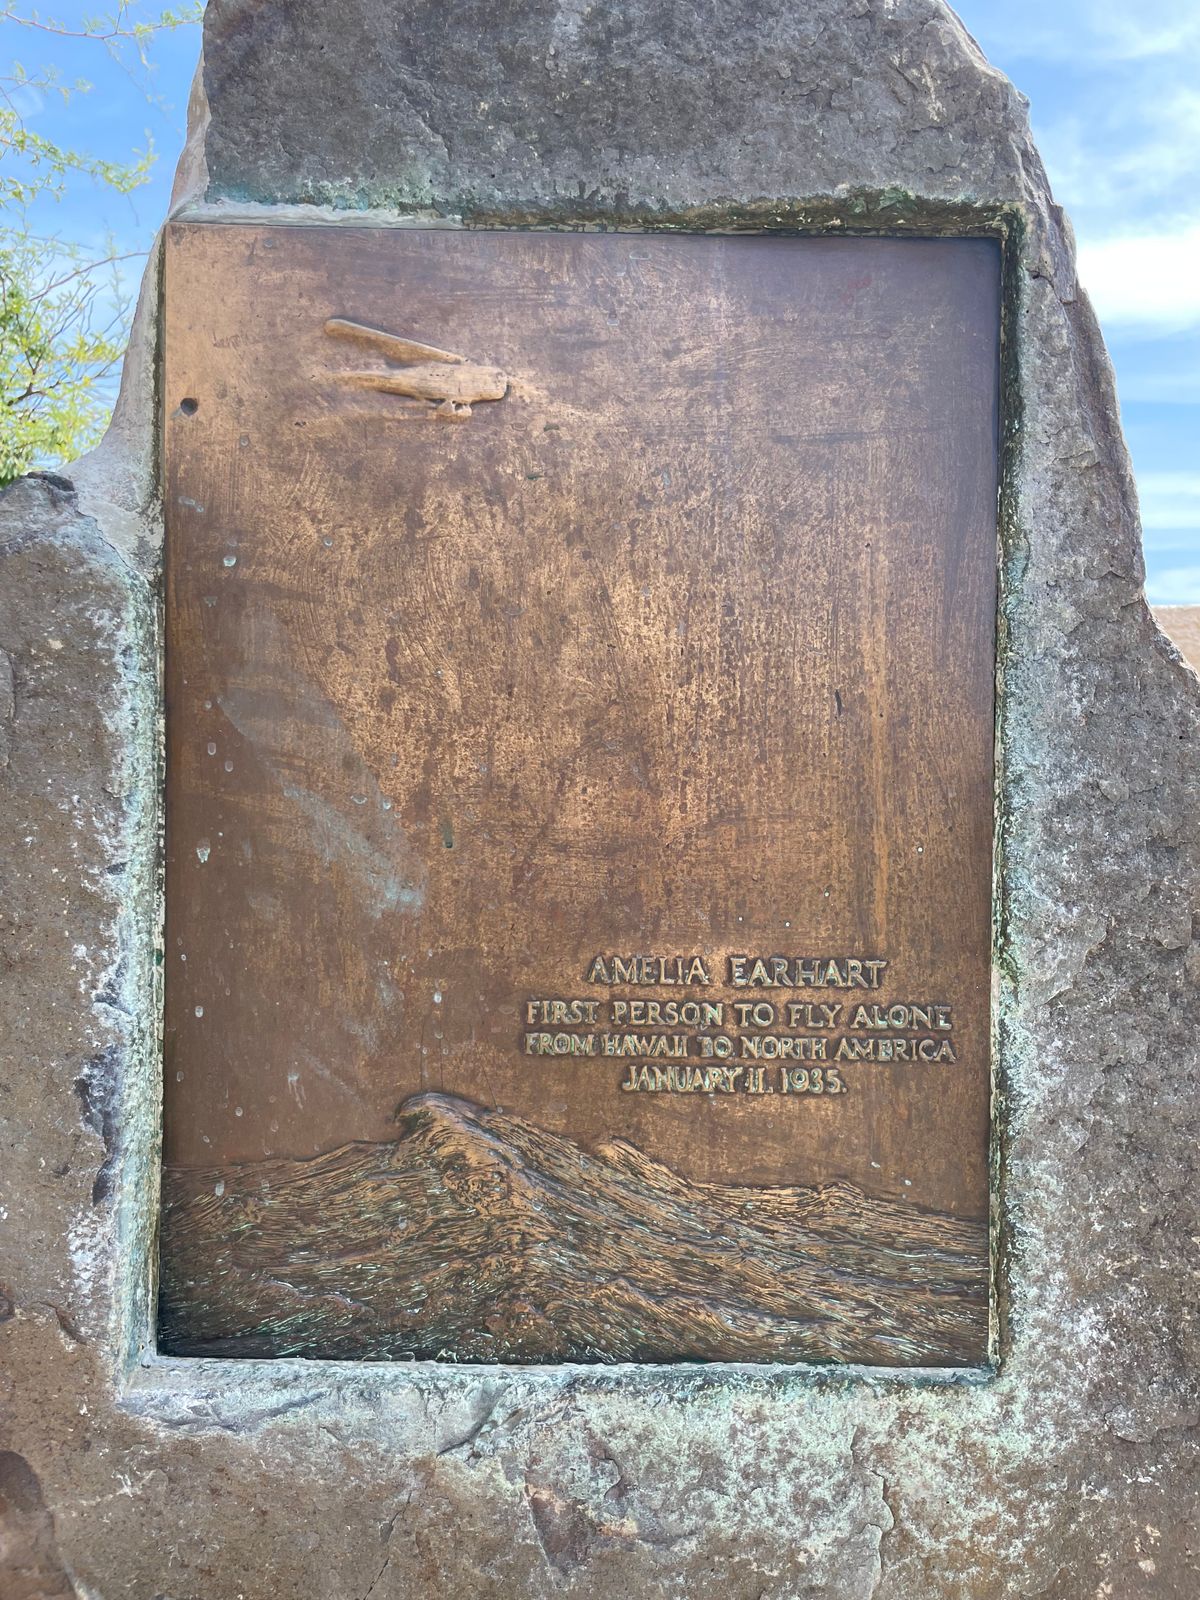 AMELIA EARHART
FIRST PERSON TO FLY ALONE
FROM HAWAII TO NORTH AMERICA
JANUARY 11. 1935.